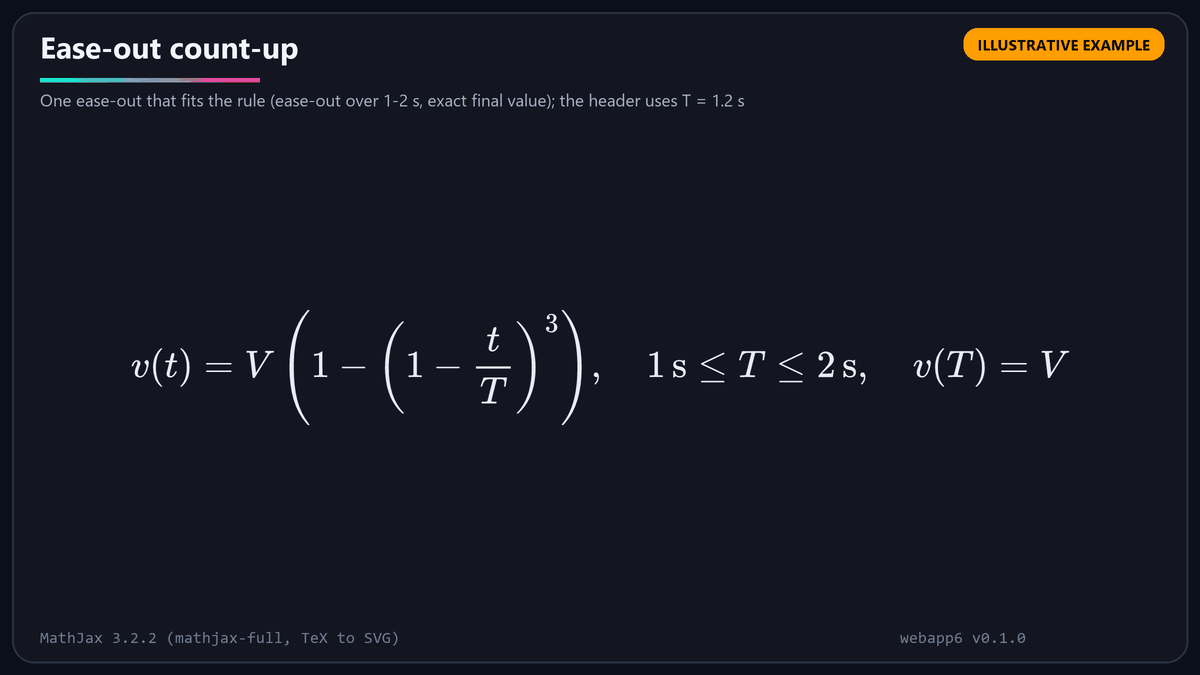 Ease-out count-up
ILLUSTRATIVE EXAMPLE
One ease-out that fits the rule (ease-out over 1-2 s, exact final value); the header uses T = 1.2 s
v(t) = V(1 − (1 − t/T)³), 1 s ≤ T ≤ 2 s, v(T) = V
MathJax 3.2.2 (mathjax-full, TeX to SVG)
webapp6 v0.1.0